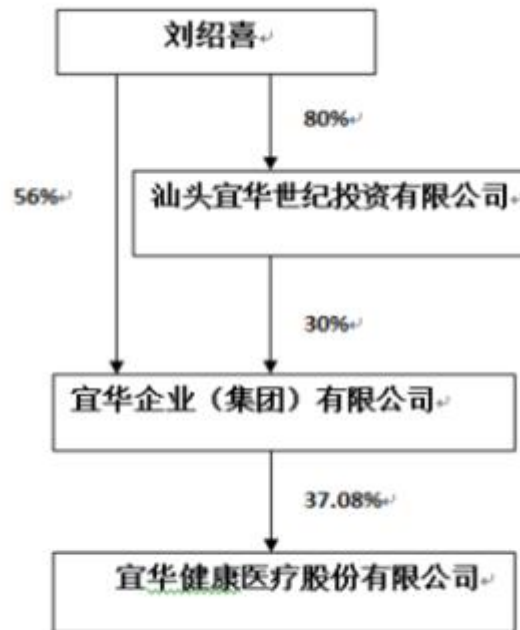 刘绍喜
80%
56%
汕头宜华世纪投资有限公司
30%
宜华企业（集团）有限公司
37.08%
宜华健康医疗股份有限公司